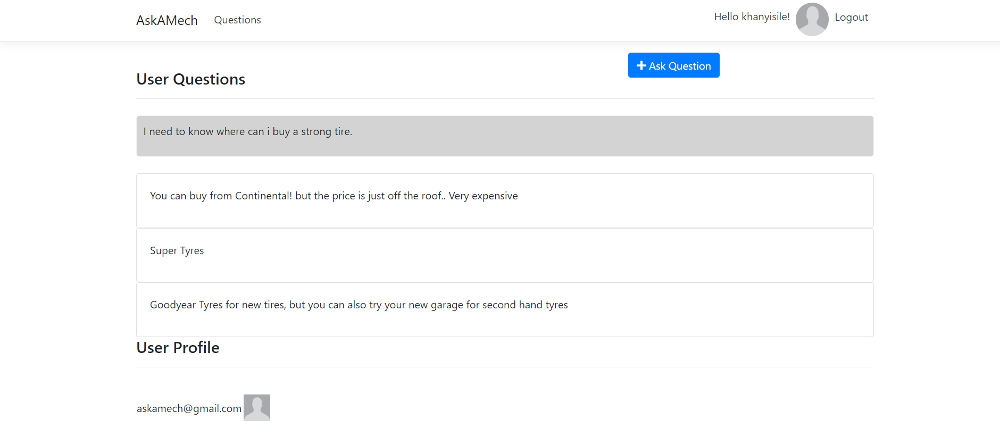 AskAMech Questions Hello khanyisile! Logout
Ask Question
User Questions
I need to know where can i buy a strong tire.
You can buy from Continental! but the price is just off the roof.. Very expensive
Super Tyres
Goodyear Tyres for new tires, but you can also try your new garage for second hand tyres
User Profile
askamech@gmail.com